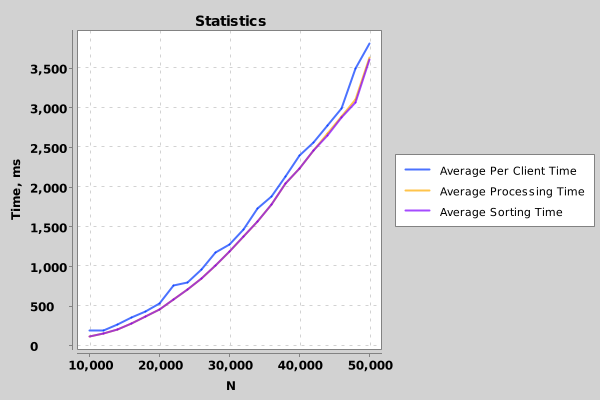 Statistics
Time, ms
3,500
3,000
2,500
2,000
1,500
1,000
500
0
10,000 20,000 30,000 40,000 50,000
N
Average Per Client Time
Average Processing Time
Average Sorting Time